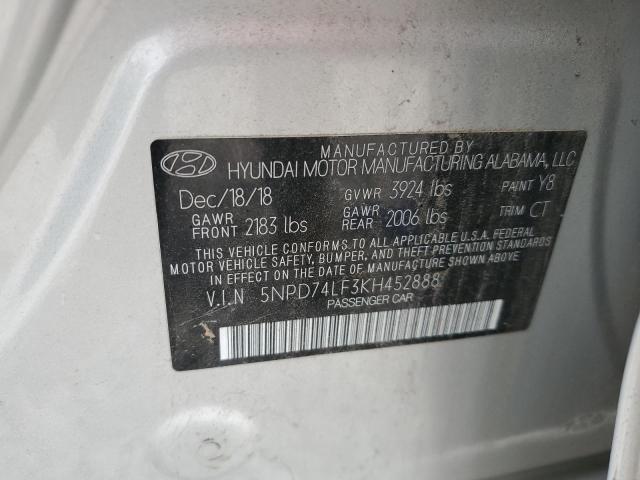 MANUFACTURED BY
HYUNDAI MOTOR MANUFACTURING ALABAMA, LLC
Dec/18/18 GVWR 3924 lbs PAINT Y8
GAWR FRONT 2183 lbs GAWR REAR 2006 lbs TRIM CT
THIS VEHICLE CONFORMS TO ALL APPLICABLE U.S.A. FEDERAL
MOTOR VEHICLE SAFETY, BUMPER, AND THEFT PREVENTION STANDARDS
IN EFFECT ON THE DATE OF MANUFACTURE SHOWN ABOVE.
V.I.N 5NPD74LF3KH452888
PASSENGER CAR